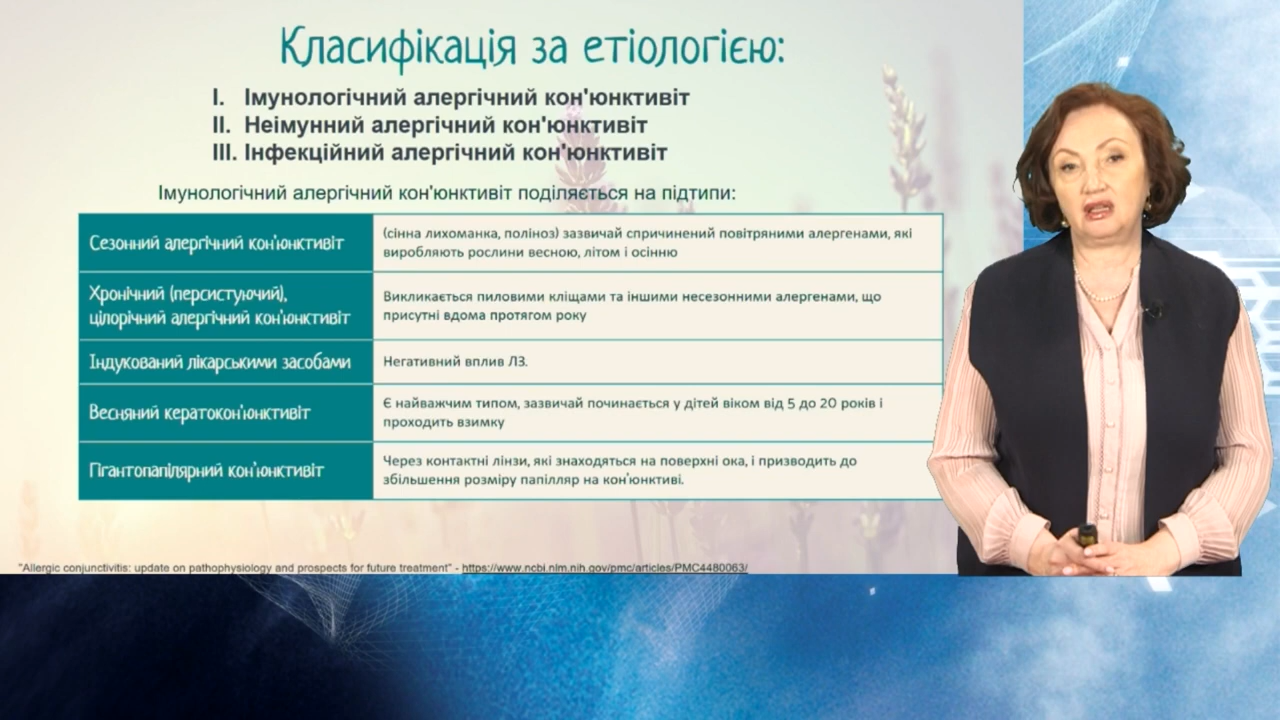 Класифікація за етіологією:
I. Імунологічний алергічний кон'юнктивіт
II. Неімунний алергічний кон'юнктивіт
III. Інфекційний алергічний кон'юнктивіт
Імунологічний алергічний кон'юнктивіт поділяється на підтипи:
Сезонний алергічний кон'юнктивіт
(сінна лихоманка, поліноз) зазвичай спричинений повітряними алергенами, які
виробляють рослини весною, літом і осінню
Хронічний (персистуючий),
цілорічний алергічний кон'юнктивіт
Викликається пиловими кліщами та іншими несезонними алергенами, що
присутні вдома протягом року
Індукований лікарськими засобами
Негативний вплив ЛЗ.
Весняний кератокон'юнктивіт
Є найважчим типом, зазвичай починається у дітей віком від 5 до 20 років і
проходить взимку
Гігантопапілярний кон'юнктивіт
Через контактні лінзи, які знаходяться на поверхні ока, і призводить до
збільшення розміру папілляр на кон'юнктиві.
"Allergic conjunctivitis: update on pathophysiology and prospects for future treatment" - https://www.ncbi.nlm.nih.gov/pmc/articles/PMC4480063/